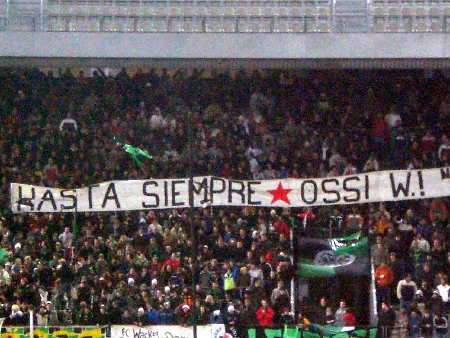 HASTA SIEMPRE ★ OSSI W.!
FC Wacker